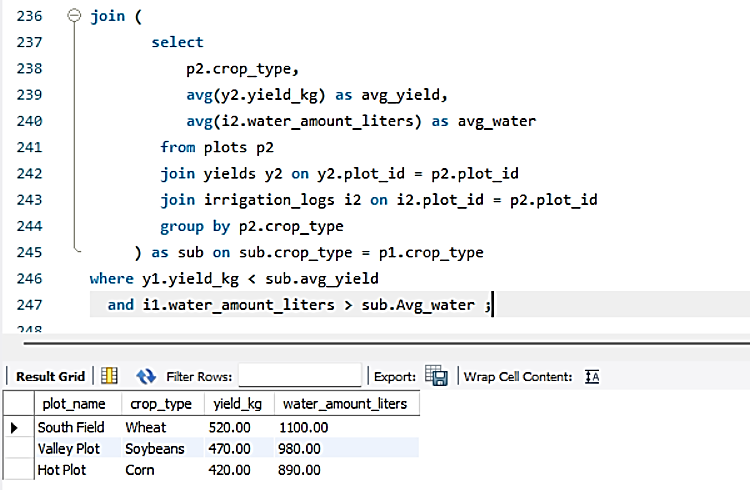 236 join (
237 select
238 p2.crop_type,
239 avg(y2.yield_kg) as avg_yield,
240 avg(i2.water_amount_liters) as avg_water
241 from plots p2
242 join yields y2 on y2.plot_id = p2.plot_id
243 join irrigation_logs i2 on i2.plot_id = p2.plot_id
244 group by p2.crop_type
245 ) as sub on sub.crop_type = p1.crop_type
246 where y1.yield_kg < sub.avg_yield
247 and i1.water_amount_liters > sub.Avg_water ;
248
Result Grid Filter Rows: Export: Wrap Cell Content: IA
plot_name crop_type yield_kg water_amount_liters
South Field Wheat 520.00 1100.00
Valley Plot Soybeans 470.00 980.00
Hot Plot Corn 420.00 890.00